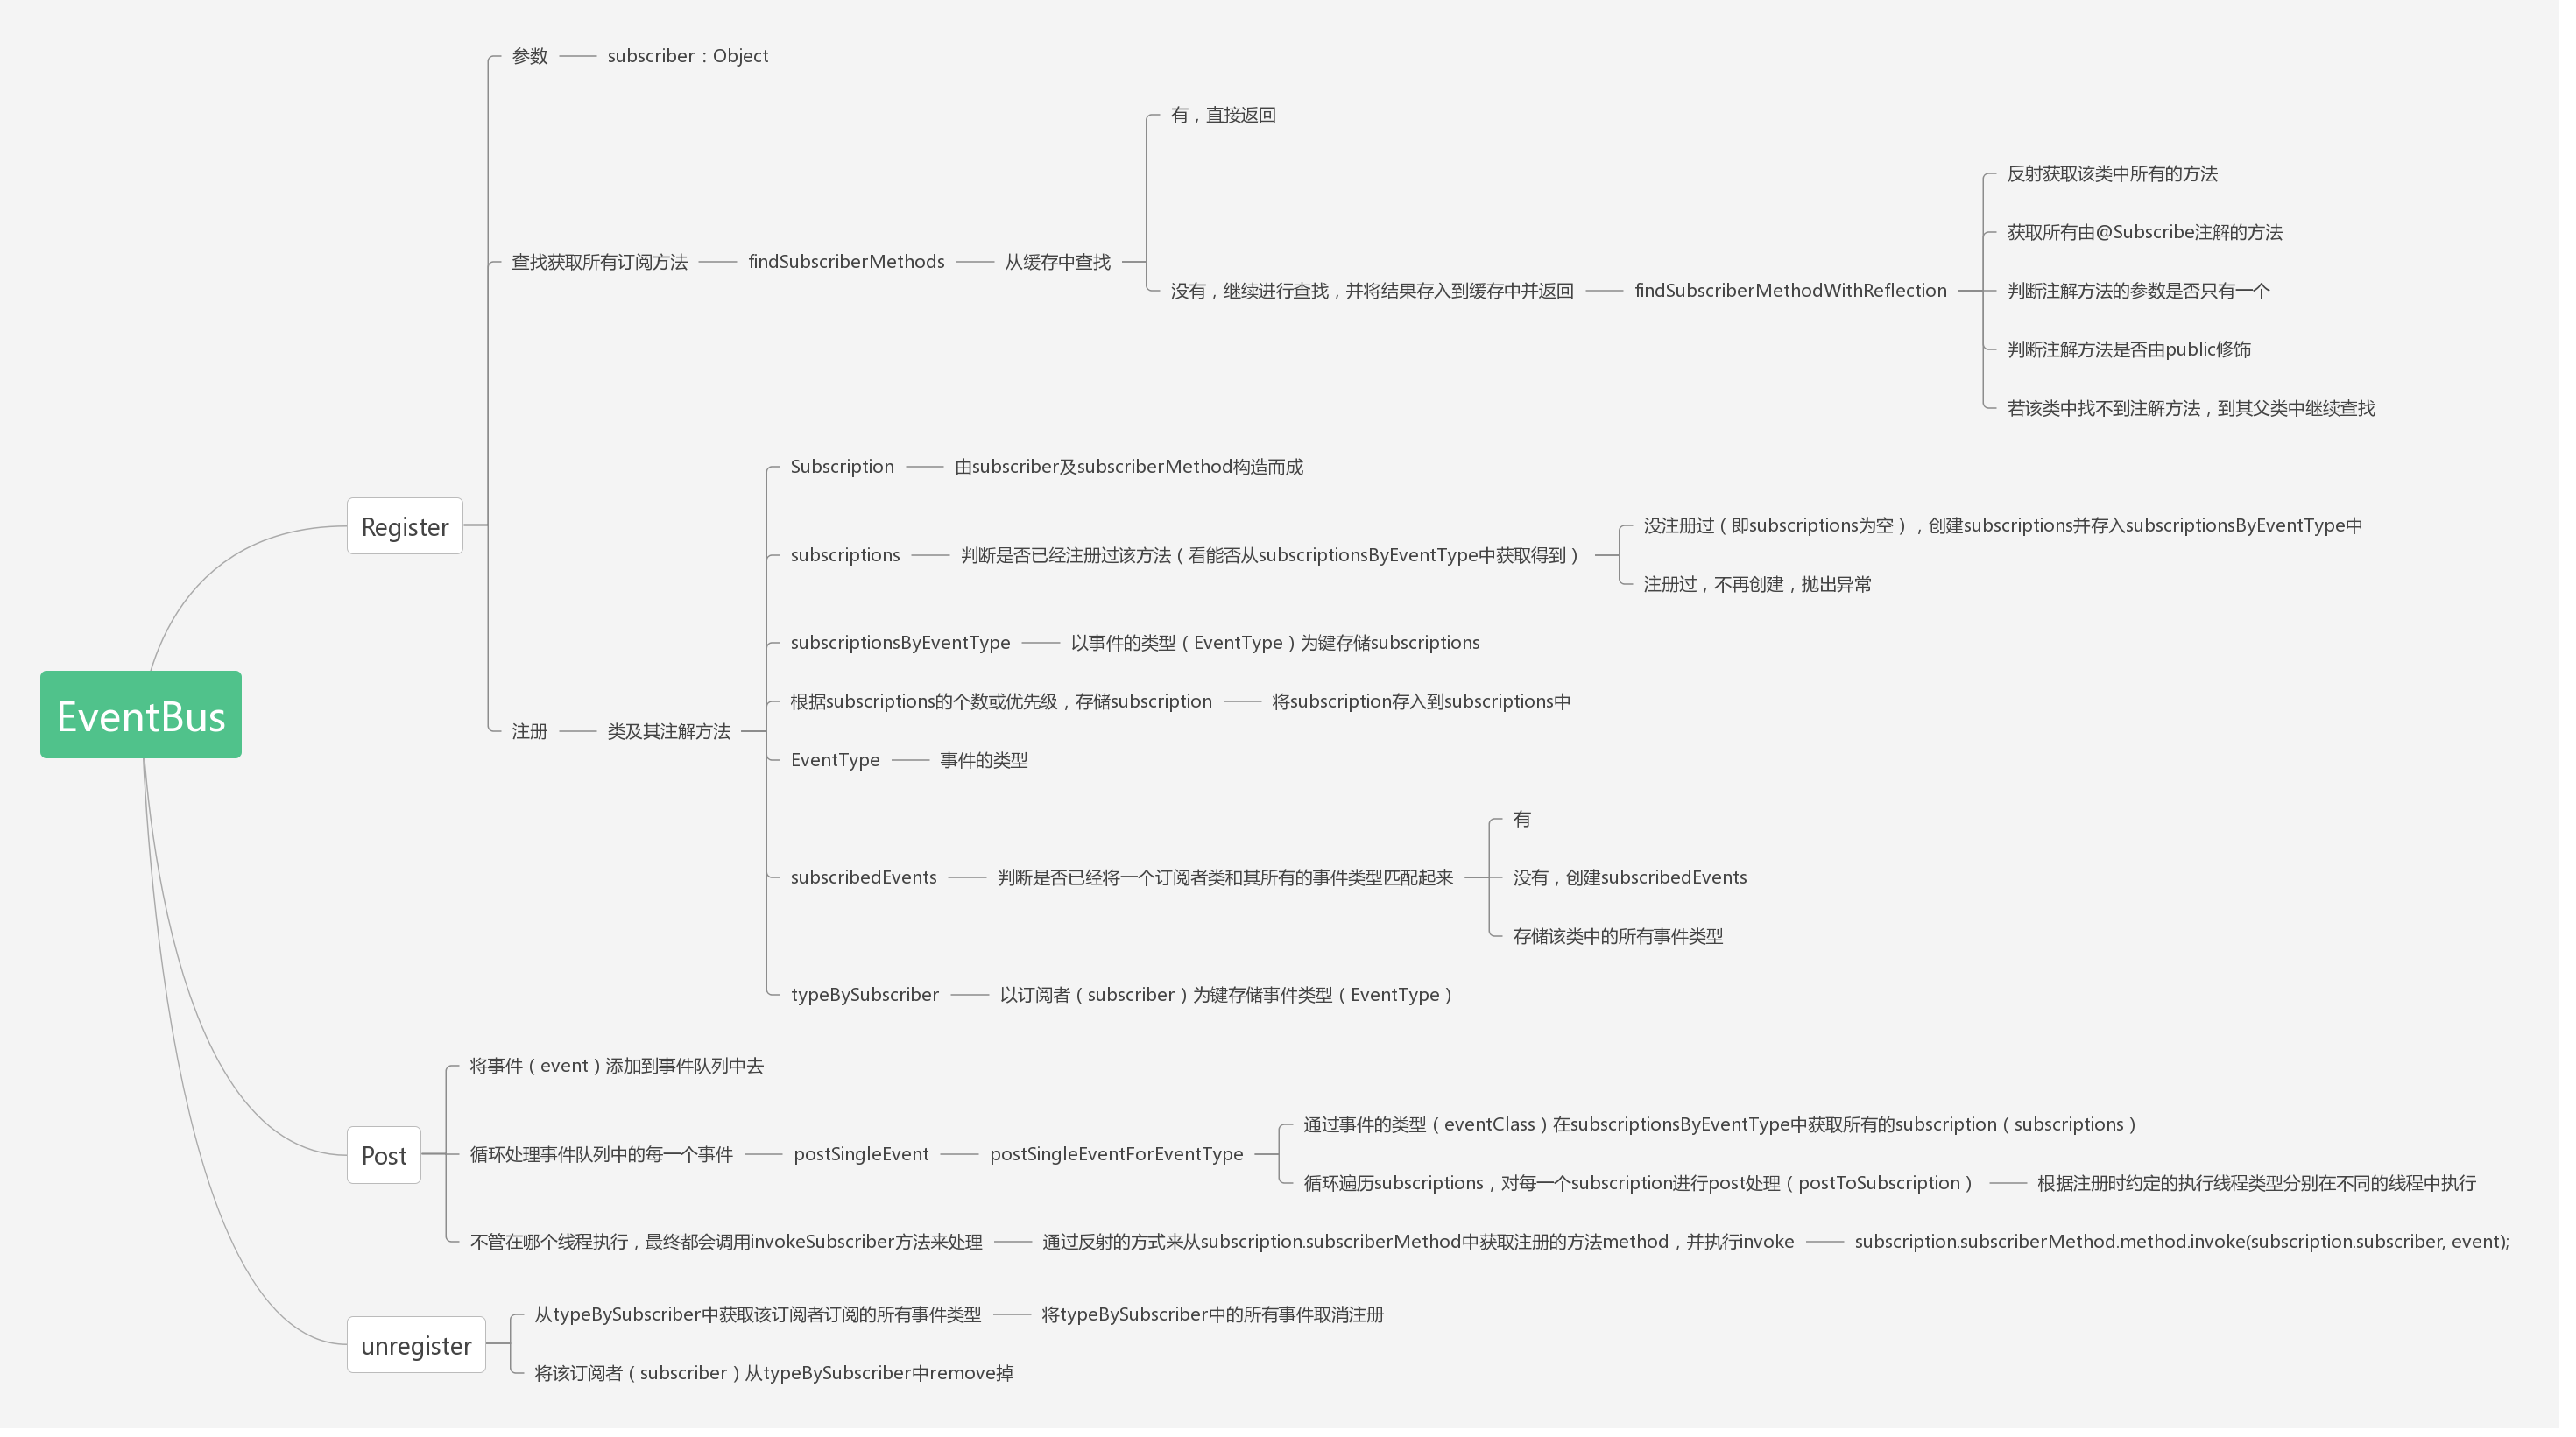 EventBus
Register
参数
subscriber：Object
查找获取所有订阅方法
findSubscriberMethods
从缓存中查找
有，直接返回
没有，继续进行查找，并将结果存入到缓存中并返回
findSubscriberMethodWithReflection
反射获取该类中所有的方法
获取所有由@Subscribe注解的方法
判断注解方法的参数是否只有一个
判断注解方法是否由public修饰
若该类中找不到注解方法，到其父类中继续查找
注册
类及其注解方法
Subscription
由subscriber及subscriberMethod构造而成
subscriptions
判断是否已经注册过该方法（看能否从subscriptionsByEventType中获取得到）
没注册过（即subscriptions为空），创建subscriptions并存入subscriptionsByEventType中
注册过，不再创建，抛出异常
subscriptionsByEventType
以事件的类型（EventType）为键存储subscriptions
根据subscriptions的个数或优先级，存储subscription
将subscription存入到subscriptions中
EventType
事件的类型
subscribedEvents
判断是否已经将一个订阅者类和其所有的事件类型匹配起来
有
没有，创建subscribedEvents
存储该类中的所有事件类型
typeBySubscriber
以订阅者（subscriber）为键存储事件类型（EventType）
Post
将事件（event）添加到事件队列中去
循环处理事件队列中的每一个事件
postSingleEvent
postSingleEventForEventType
通过事件的类型（eventClass）在subscriptionsByEventType中获取所有的subscription（subscriptions）
循环遍历subscriptions，对每一个subscription进行post处理（postToSubscription）
根据注册时约定的执行线程类型分别在不同的线程中执行
不管在哪个线程执行，最终都会调用invokeSubscriber方法来处理
通过反射的方式来从subscription.subscriberMethod中获取注册的方法method，并执行invoke
subscription.subscriberMethod.method.invoke(subscription.subscriber, event);
unregister
从typeBySubscriber中获取该订阅者订阅的所有事件类型
将typeBySubscriber中的所有事件取消注册
将该订阅者（subscriber）从typeBySubscriber中remove掉